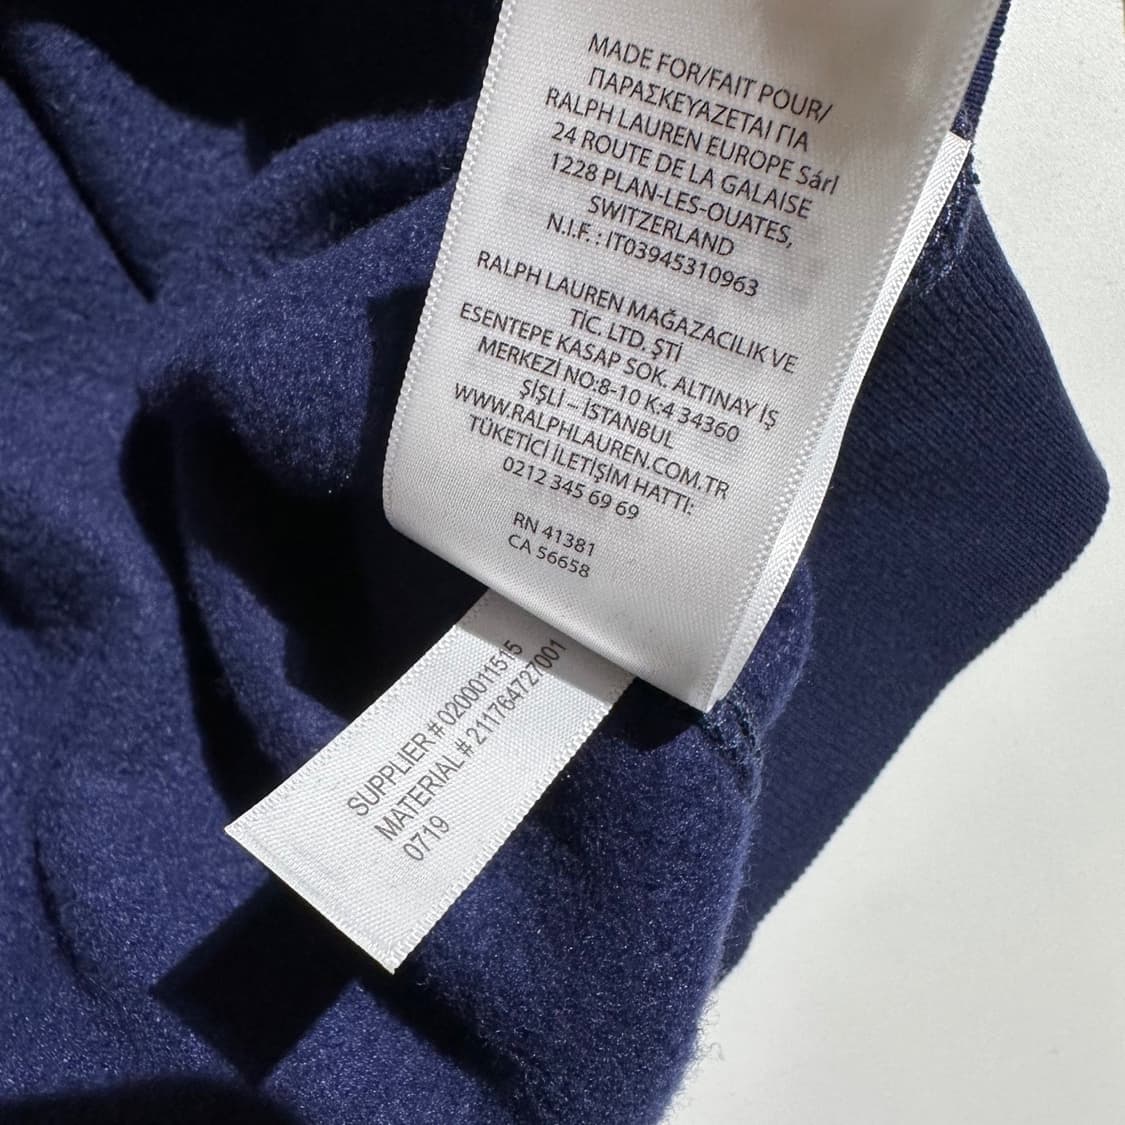 MADE FOR/FAIT POUR/
ΠΑΡΑΣΚΕΥΑΖΕΤΑΙ ΓΙΑ
RALPH LAUREN EUROPE Sárl
24 ROUTE DE LA GALAISE
1228 PLAN-LES-OUATES,
SWITZERLAND
N.I.F. : IT03945310963
RALPH LAUREN MAĞAZACILIK VE
TİC. LTD. ŞTİ
ESENTEPE KASAP SOK. ALTINAY İŞ
MERKEZİ NO:8-10 K:4 34360
ŞİŞLİ – İSTANBUL
WWW.RALPHLAUREN.COM.TR
TÜKETİCİ İLETİŞİM HATTI:
0212 345 69 69
RN 41381
CA 56658
SUPPLIER # 0200011515
MATERIAL # 211764727001
0719